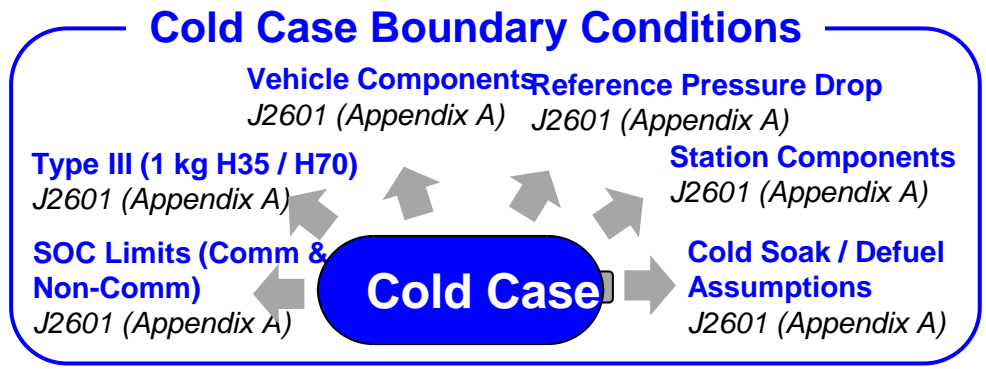 Cold Case Boundary Conditions
Vehicle Components
J2601 (Appendix A)
Reference Pressure Drop
J2601 (Appendix A)
Type III (1 kg H35 / H70)
J2601 (Appendix A)
Station Components
J2601 (Appendix A)
SOC Limits (Comm &
Non-Comm)
J2601 (Appendix A)
Cold Case
Cold Soak / Defuel
Assumptions
J2601 (Appendix A)